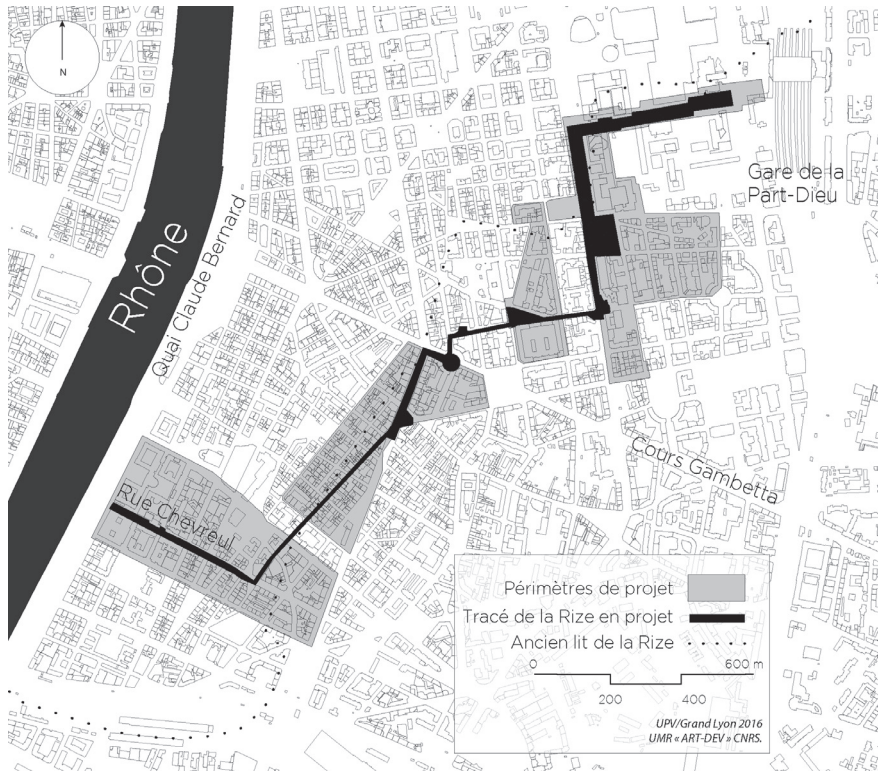 N
Rhône
Quai Claude Bernard
Gare de la
Part-Dieu
Cours Gambetta
Rue Chevreul
Périmètres de projet
Tracé de la Rize en projet
Ancien lit de la Rize
0 600 m
200 400
UPV/Grand Lyon 2016
UMR « ART-DEV » CNRS.